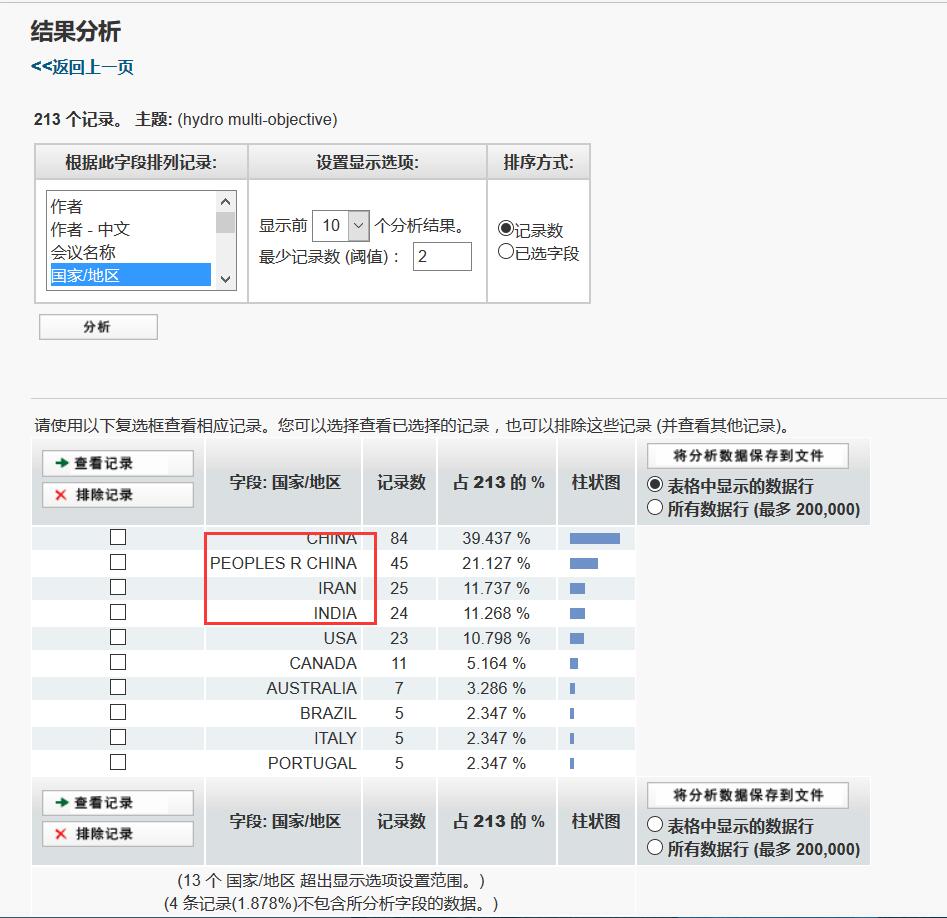 结果分析
<<返回上一页
213 个记录。 主题: (hydro multi-objective)
根据此字段排列记录: 设置显示选项: 排序方式:
作者
作者 - 中文
会议名称
国家/地区
显示前 10 个分析结果。
最少记录数 (阈值)： 2
记录数
已选字段
分析
请使用以下复选框查看相应记录。您可以选择查看已选择的记录，也可以排除这些记录 (并查看其他记录)。
查看记录
排除记录
字段: 国家/地区 记录数 占 213 的 % 柱状图
将分析数据保存到文件
表格中显示的数据行
所有数据行 (最多 200,000)
CHINA 84 39.437 %
PEOPLES R CHINA 45 21.127 %
IRAN 25 11.737 %
INDIA 24 11.268 %
USA 23 10.798 %
CANADA 11 5.164 %
AUSTRALIA 7 3.286 %
BRAZIL 5 2.347 %
ITALY 5 2.347 %
PORTUGAL 5 2.347 %
查看记录
排除记录
字段: 国家/地区 记录数 占 213 的 % 柱状图
将分析数据保存到文件
表格中显示的数据行
所有数据行 (最多 200,000)
(13 个 国家/地区 超出显示选项设置范围。)
(4 条记录(1.878%)不包含所分析字段的数据。)